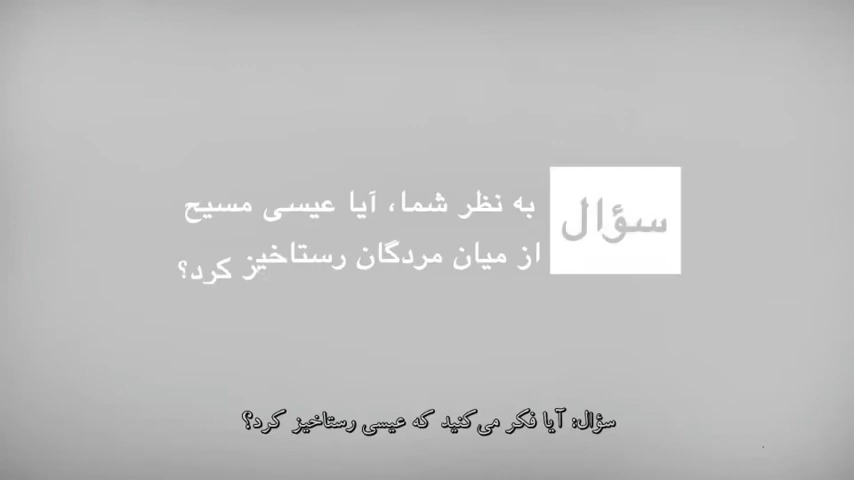 سؤال
به نظر شما، آیا عیسی مسیح
از میان مردگان رستاخیز کرد؟
سؤال: آیا فکر می‌کنید که عیسی رستاخیز کرد؟